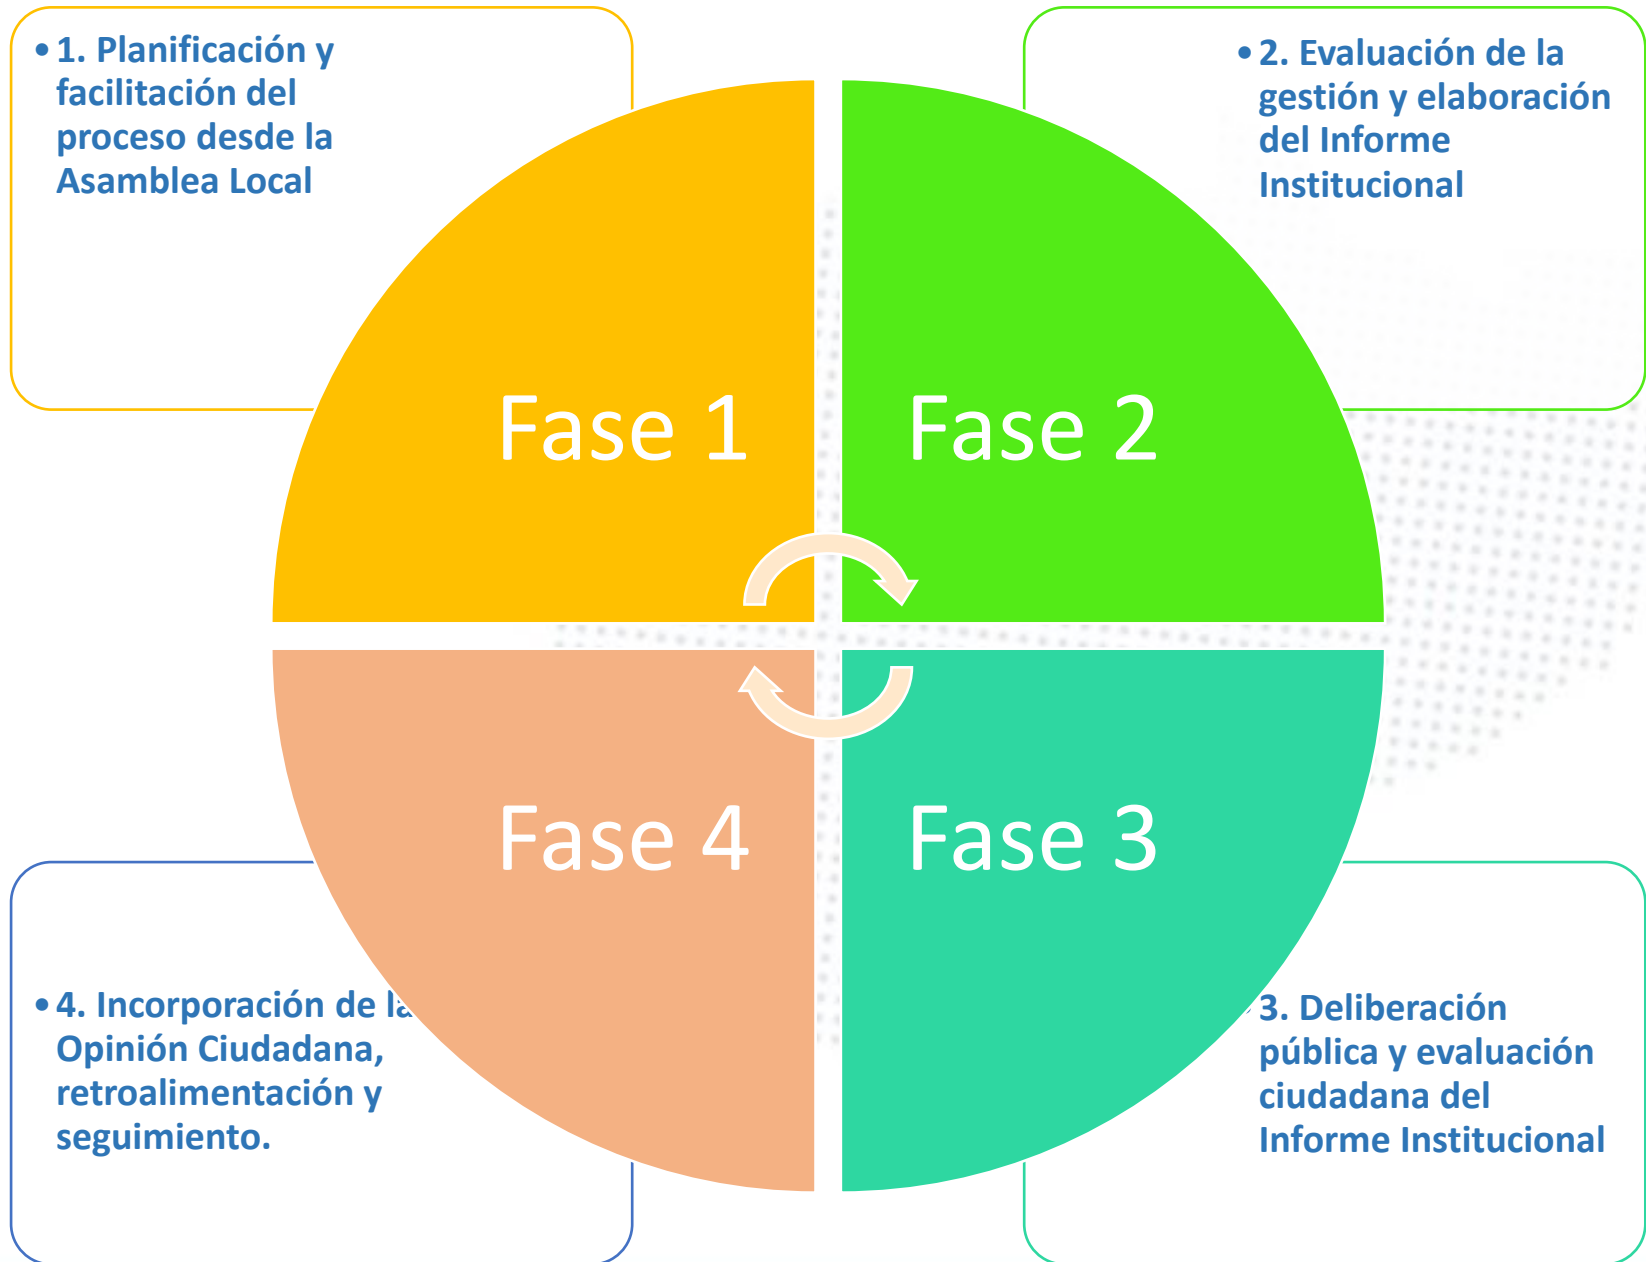 • 1. Planificación y
facilitación del
proceso desde la
Asamblea Local
• 2. Evaluación de la
gestión y elaboración
del Informe
Institucional
Fase 1
Fase 2
Fase 4
Fase 3
• 4. Incorporación de la
Opinión Ciudadana,
retroalimentación y
seguimiento.
• 3. Deliberación
pública y evaluación
ciudadana del
Informe Institucional